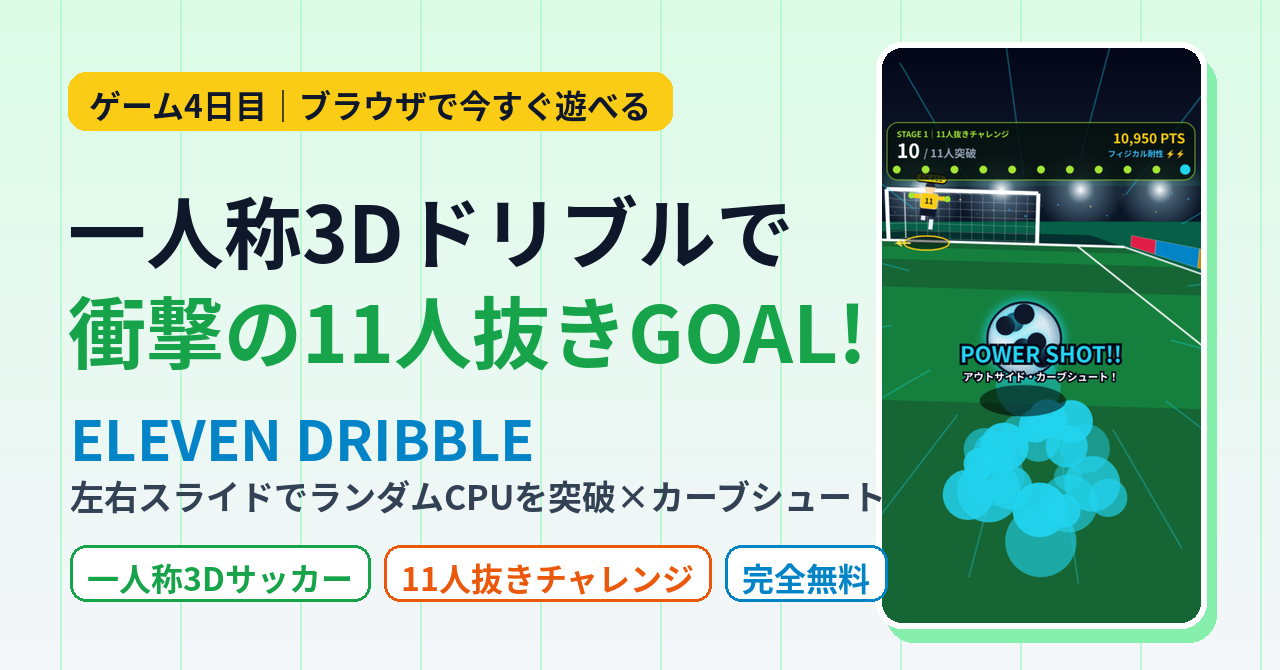 ゲーム4日目｜ブラウザで今すぐ遊べる
一人称3Dドリブルで
衝撃の11人抜きGOAL!
ELEVEN DRIBBLE
左右スライドでランダムCPUを突破×カーブシュート
一人称3Dサッカー
11人抜きチャレンジ
完全無料
STAGE 1｜11人抜きチャレンジ
10,950 PTS
10 / 11人突破
フィジカル耐性 ⚡⚡
11
POWER SHOT!!
アウトサイド・カーブシュート！